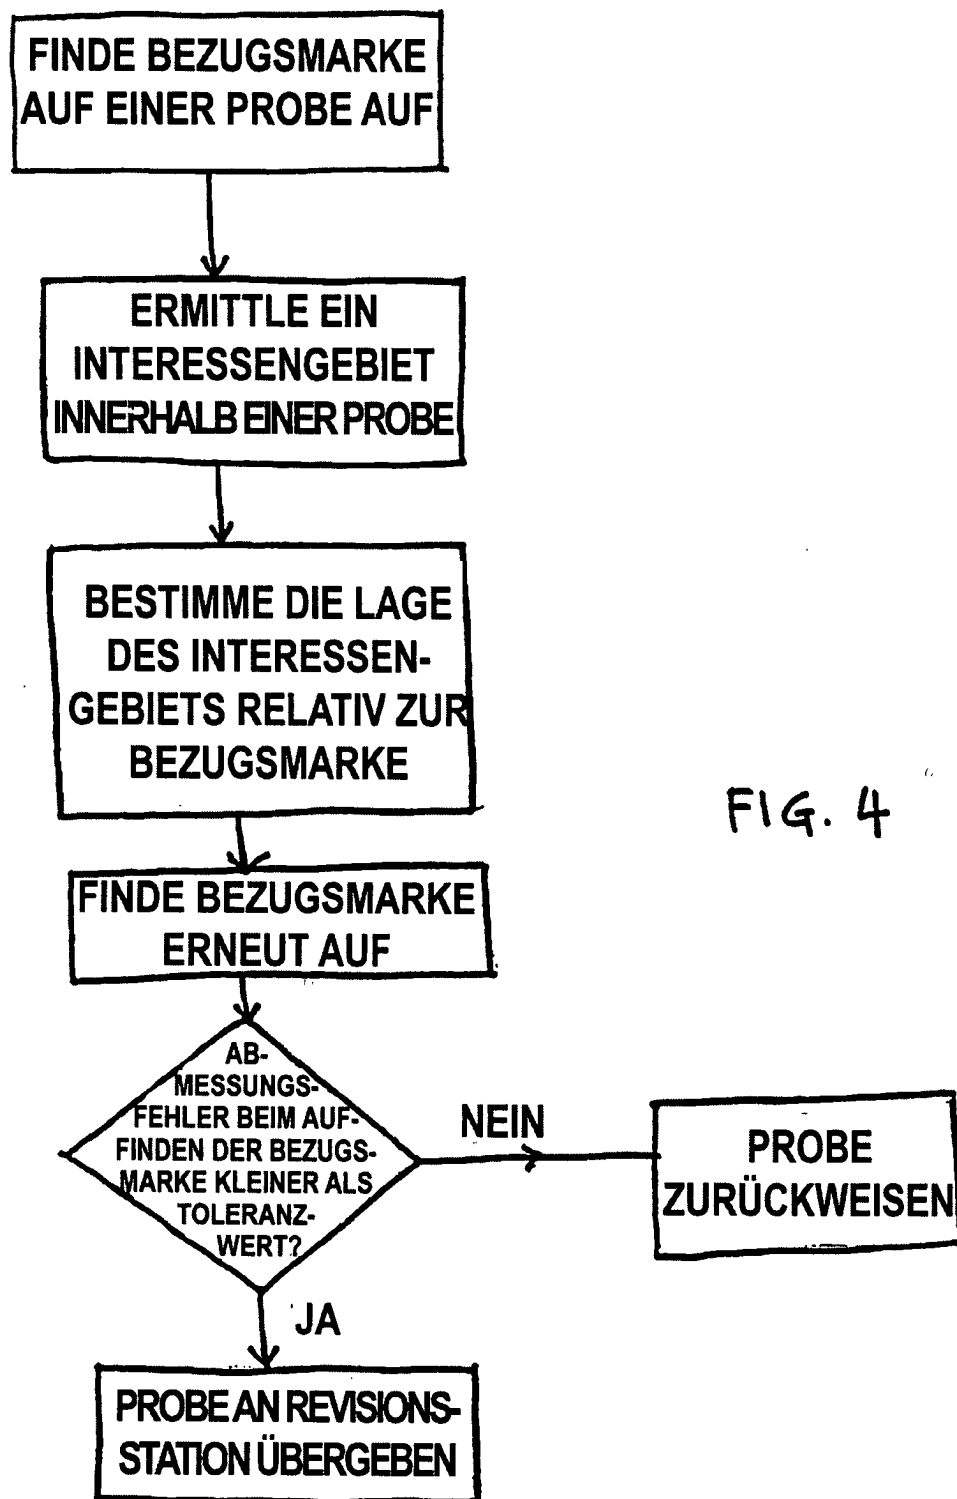 FINDE BEZUGSMARKE
AUF EINER PROBE AUF
ERMITTLE EIN
INTERESSENGEBIET
INNERHALB EINER PROBE
BESTIMME DIE LAGE
DES INTERESSEN-
GEBIETS RELATIV ZUR
BEZUGSMARKE
FIG. 4
FINDE BEZUGSMARKE
ERNEUT AUF
AB-
MESSUNGS-
FEHLER BEIM AUF-
FINDEN DER BEZUGS-
MARKE KLEINER ALS
TOLERANZ-
WERT?
NEIN
PROBE
ZURÜCKWEISEN
JA
PROBE AN REVISIONS-
STATION ÜBERGEBEN